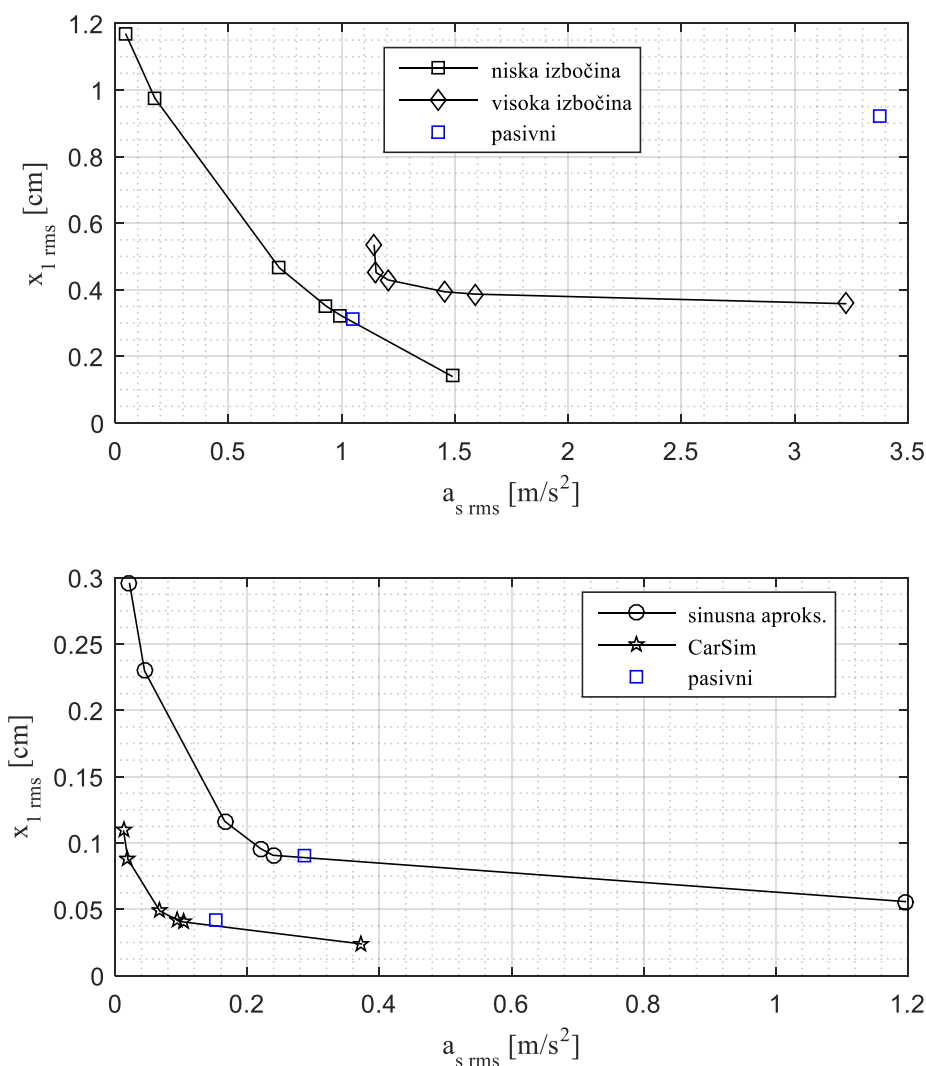 1.2
1
0.8
0.6
0.4
0.2
0
x1 rms [cm]
niska izbočina
visoka izbočina
pasivni
0 0.5 1 1.5 2 2.5 3 3.5
as rms [m/s2]
0.3
0.25
0.2
0.15
0.1
0.05
0
x1 rms [cm]
sinusna aproks.
CarSim
pasivni
0 0.2 0.4 0.6 0.8 1 1.2
as rms [m/s2]